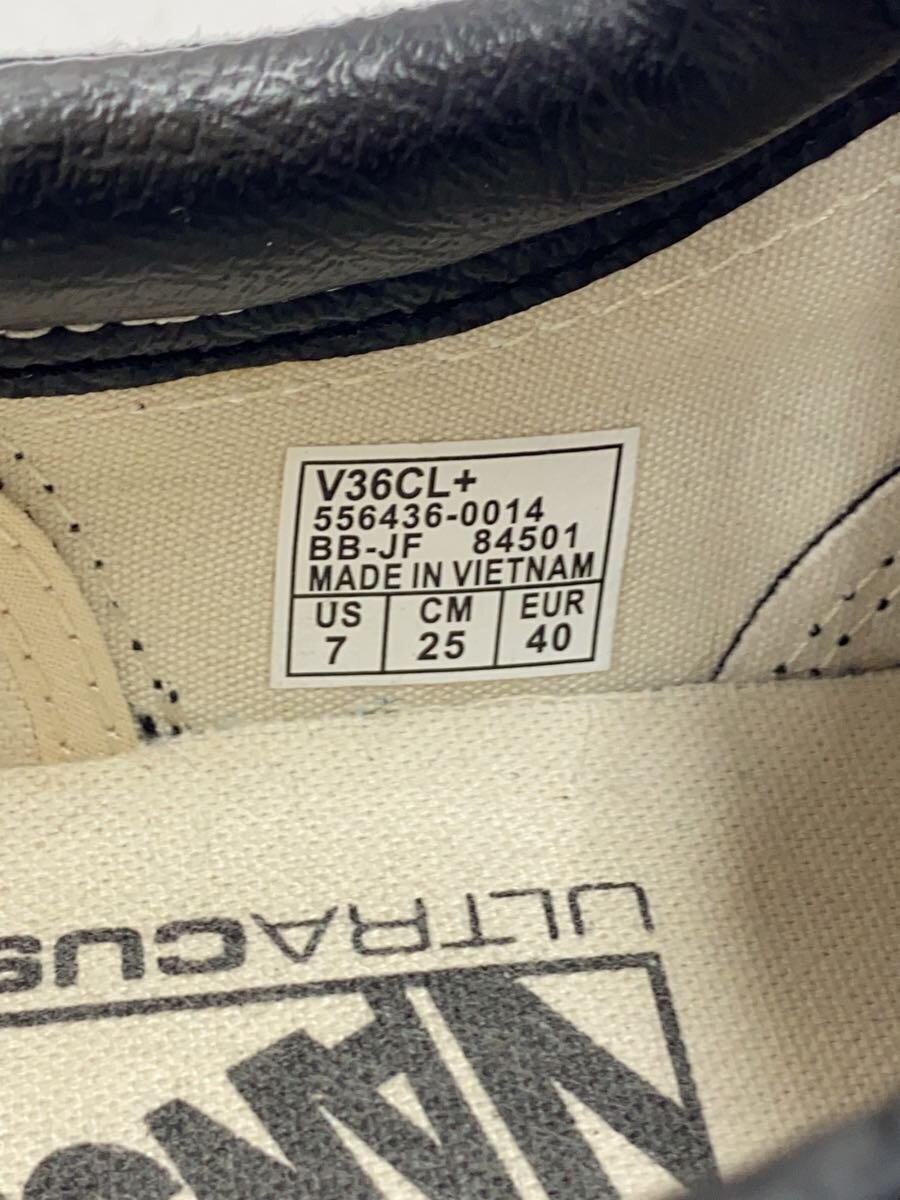 V36CL+
556436-0014
BB-JF 84501
MADE IN VIETNAM
US CM EUR
7 25 40
ULTRACUS
VANS